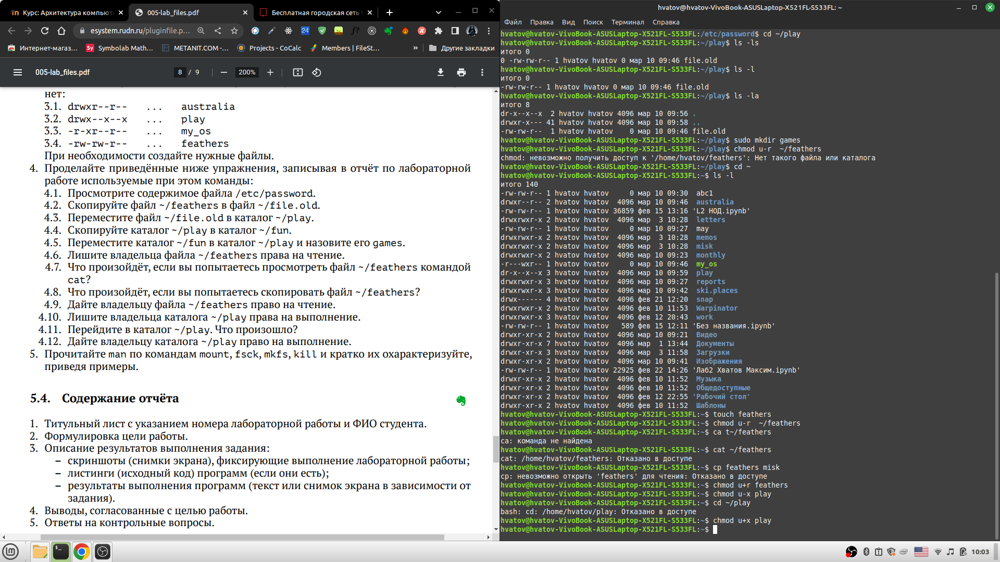 Курс: Архитектура компьют
005-lab_files.pdf
Бесплатная городская сеть
esystem.rudn.ru/pluginfile.p...
Интернет-магаз...
Symbolab Math...
METANIT.COM -...
Projects - CoCalc
Members | FileSt...
»
Другие закладки
005-lab_files.pdf
8 / 9
200%
нет:
3.1. drwxr--r-- ... australia
3.2. drwx--x--x ... play
3.3. -r-xr--r-- ... my_os
3.4. -rw-rw-r-- ... feathers
При необходимости создайте нужные файлы.
4. Проделайте приведённые ниже упражнения, записывая в отчёт по лабораторной
работе используемые при этом команды:
4.1. Просмотрите содержимое файла /etc/password.
4.2. Скопируйте файл ~/feathers в файл ~/file.old.
4.3. Переместите файл ~/file.old в каталог ~/play.
4.4. Скопируйте каталог ~/play в каталог ~/fun.
4.5. Переместите каталог ~/fun в каталог ~/play и назовите его games.
4.6. Лишите владельца файла ~/feathers права на чтение.
4.7. Что произойдёт, если вы попытаетесь просмотреть файл ~/feathers командой
cat?
4.8. Что произойдёт, если вы попытаетесь скопировать файл ~/feathers?
4.9. Дайте владельцу файла ~/feathers право на чтение.
4.10. Лишите владельца каталога ~/play права на выполнение.
4.11. Перейдите в каталог ~/play. Что произошло?
4.12. Дайте владельцу каталога ~/play право на выполнение.
5. Прочитайте man по командам mount, fsck, mkfs, kill и кратко их охарактеризуйте,
приведя примеры.
5.4. Содержание отчёта
1. Титульный лист с указанием номера лабораторной работы и ФИО студента.
2. Формулировка цели работы.
3. Описание результатов выполнения задания:
– скриншоты (снимки экрана), фиксирующие выполнение лабораторной работы;
– листинги (исходный код) программ (если они есть);
– результаты выполнения программ (текст или снимок экрана в зависимости от
задания).
4. Выводы, согласованные с целью работы.
5. Ответы на контрольные вопросы.
hvatov@hvatov-VivoBook-ASUSLaptop-X521FL-S533FL: ~
Файл Правка Вид Поиск Терминал Справка
hvatov@hvatov-VivoBook-ASUSLaptop-X521FL-S533FL:/etc/password$ cd ~/play
hvatov@hvatov-VivoBook-ASUSLaptop-X521FL-S533FL:~/play$ ls -ls
итого 0
0 -rw-rw-r-- 1 hvatov hvatov 0 мар 10 09:46 file.old
hvatov@hvatov-VivoBook-ASUSLaptop-X521FL-S533FL:~/play$ ls -l
итого 0
-rw-rw-r-- 1 hvatov hvatov 0 мар 10 09:46 file.old
hvatov@hvatov-VivoBook-ASUSLaptop-X521FL-S533FL:~/play$ ls -la
итого 8
dr-x--x--x 2 hvatov hvatov 4096 мар 10 09:56 .
drwxr-x--- 41 hvatov hvatov 4096 мар 10 09:58 ..
-rw-rw-r-- 1 hvatov hvatov 0 мар 10 09:46 file.old
hvatov@hvatov-VivoBook-ASUSLaptop-X521FL-S533FL:~/play$ sudo mkdir games
hvatov@hvatov-VivoBook-ASUSLaptop-X521FL-S533FL:~/play$ chmod u-r ~/feathers
chmod: невозможно получить доступ к '/home/hvatov/feathers': Нет такого файла или каталога
hvatov@hvatov-VivoBook-ASUSLaptop-X521FL-S533FL:~/play$ cd ~
hvatov@hvatov-VivoBook-ASUSLaptop-X521FL-S533FL:~$ ls -l
итого 140
-rw-rw-r-- 1 hvatov hvatov 0 мар 10 09:30 abc1
drwxr--r-- 2 hvatov hvatov 4096 мар 10 09:46 australia
-rw-rw-r-- 1 hvatov hvatov 36859 фев 15 13:16 'L2 НОД.ipynb'
drwxrwxr-x 2 hvatov hvatov 4096 мар 3 10:28 letters
-rw-rw-r-- 1 hvatov hvatov 0 мар 10 09:27 may
drwxrwxr-x 2 hvatov hvatov 4096 мар 3 10:28 memos
drwxrwxr-x 2 hvatov hvatov 4096 мар 3 10:28 misk
drwxrwxr-x 2 hvatov hvatov 4096 мар 10 09:23 monthly
-r---wxr-- 1 hvatov hvatov 0 мар 10 09:46 my_os
dr-x--x--x 3 hvatov hvatov 4096 мар 10 09:59 play
drwxrwxr-x 3 hvatov hvatov 4096 мар 10 09:27 reports
drwxrwxr-x 3 hvatov hvatov 4096 мар 10 09:42 ski.places
drwx------ 4 hvatov hvatov 4096 фев 21 12:20 snap
drwxrwxr-x 2 hvatov hvatov 4096 фев 10 11:53 Warpinator
drwxrwxr-x 3 hvatov hvatov 4096 фев 12 20:43 work
-rw-rw-r-- 1 hvatov hvatov 589 фев 15 12:11 'Без названия.ipynb'
drwxr-xr-x 2 hvatov hvatov 4096 мар 10 09:21 Видео
drwxr-xr-x 7 hvatov hvatov 4096 мар 1 13:44 Документы
drwxr-xr-x 3 hvatov hvatov 4096 мар 3 11:58 Загрузки
drwxr-xr-x 2 hvatov hvatov 4096 мар 10 09:41 Изображения
-rw-rw-r-- 1 hvatov hvatov 22925 фев 22 14:26 'Лаб2 Хватов Максим.ipynb'
drwxr-xr-x 2 hvatov hvatov 4096 фев 10 11:52 Музыка
drwxr-xr-x 2 hvatov hvatov 4096 фев 10 11:52 Общедоступные
drwxr-xr-x 2 hvatov hvatov 4096 фев 12 22:55 'Рабочий стол'
drwxr-xr-x 2 hvatov hvatov 4096 фев 10 11:52 Шаблоны
hvatov@hvatov-VivoBook-ASUSLaptop-X521FL-S533FL:~$ touch feathers
hvatov@hvatov-VivoBook-ASUSLaptop-X521FL-S533FL:~$ chmod u-r ~/feathers
hvatov@hvatov-VivoBook-ASUSLaptop-X521FL-S533FL:~$ ca t~/feathers
ca: команда не найдена
hvatov@hvatov-VivoBook-ASUSLaptop-X521FL-S533FL:~$ cat ~/feathers
cat: /home/hvatov/feathers: Отказано в доступе
hvatov@hvatov-VivoBook-ASUSLaptop-X521FL-S533FL:~$ cp feathers misk
cp: невозможно открыть 'feathers' для чтения: Отказано в доступе
hvatov@hvatov-VivoBook-ASUSLaptop-X521FL-S533FL:~$ chmod u+r feathers
hvatov@hvatov-VivoBook-ASUSLaptop-X521FL-S533FL:~$ chmod u-x play
hvatov@hvatov-VivoBook-ASUSLaptop-X521FL-S533FL:~$ cd ~/play
bash: cd: /home/hvatov/play: Отказано в доступе
hvatov@hvatov-VivoBook-ASUSLaptop-X521FL-S533FL:~$ chmod u+x play
hvatov@hvatov-VivoBook-ASUSLaptop-X521FL-S533FL:~$
10:03